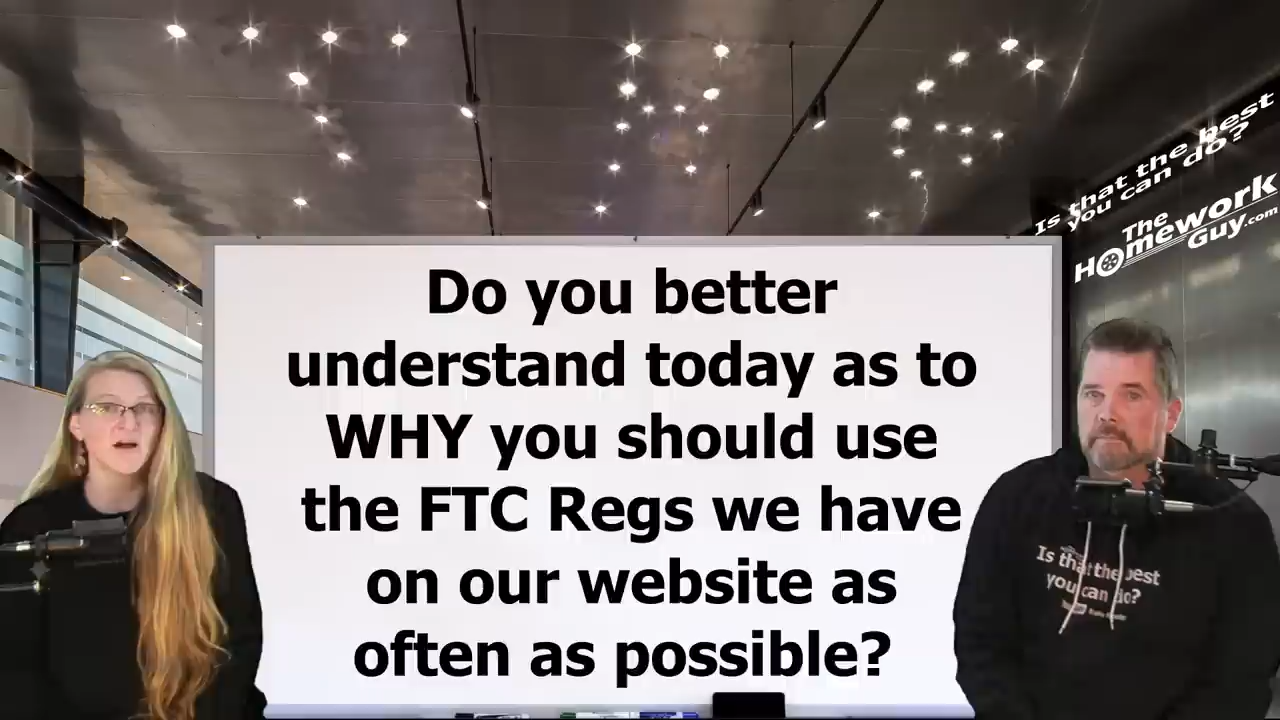 Is that the best
you can do?
The
Homework
Guy.com
Do you better
understand today as to
WHY you should use
the FTC Regs we have
on our website as
often as possible?
Is that the best
you can do?